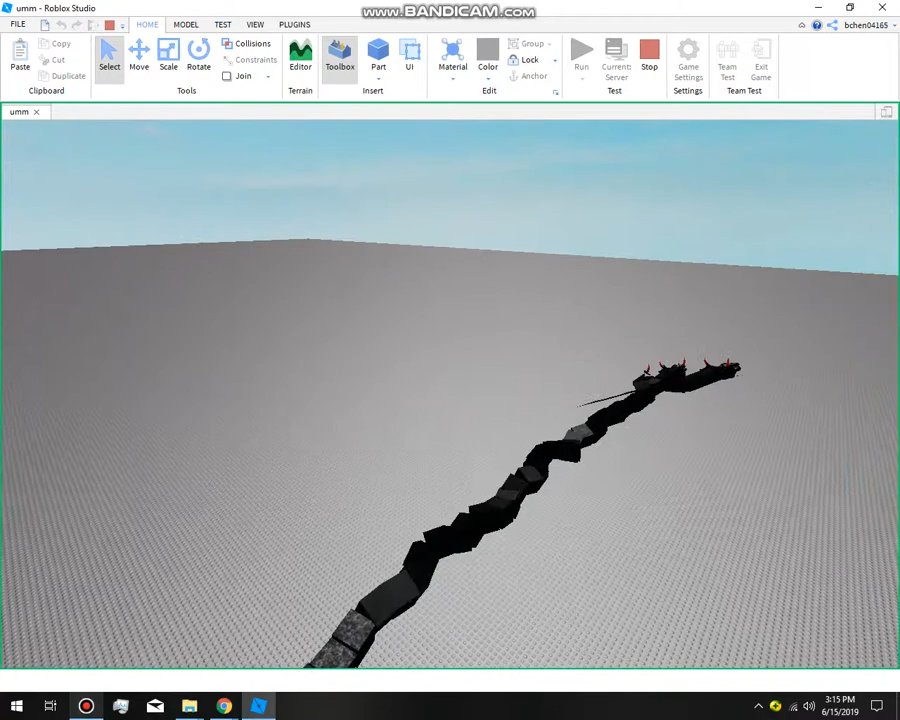 umm - Roblox Studio
www.BANDICAM.com
FILE
HOME
MODEL
TEST
VIEW
PLUGINS
bchen04165
Paste
Copy
Cut
Duplicate
Clipboard
Select
Move
Scale
Rotate
Collisions
Constraints
Join
Tools
Editor
Terrain
Toolbox
Part
UI
Insert
Material
Color
Group
Lock
Anchor
Edit
Run
Current:
Server
Stop
Test
Game
Settings
Settings
Team
Test
Exit
Game
Team Test
umm
3:15 PM
6/15/2019